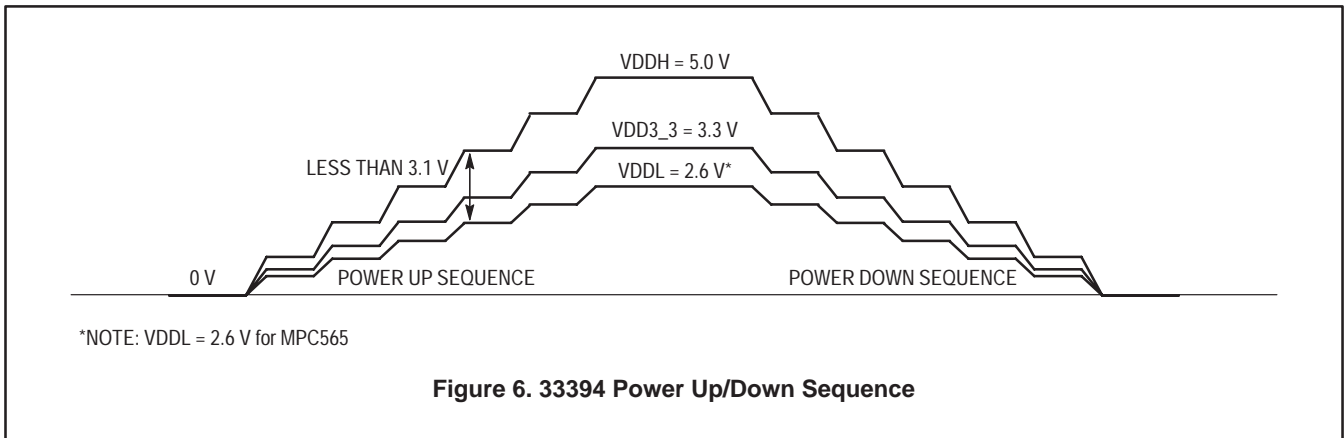 VDDH = 5.0 V
VDD3_3 = 3.3 V
LESS THAN 3.1 V
VDDL = 2.6 V*
0 V
POWER UP SEQUENCE
POWER DOWN SEQUENCE
*NOTE: VDDL = 2.6 V for MPC565
Figure 6. 33394 Power Up/Down Sequence